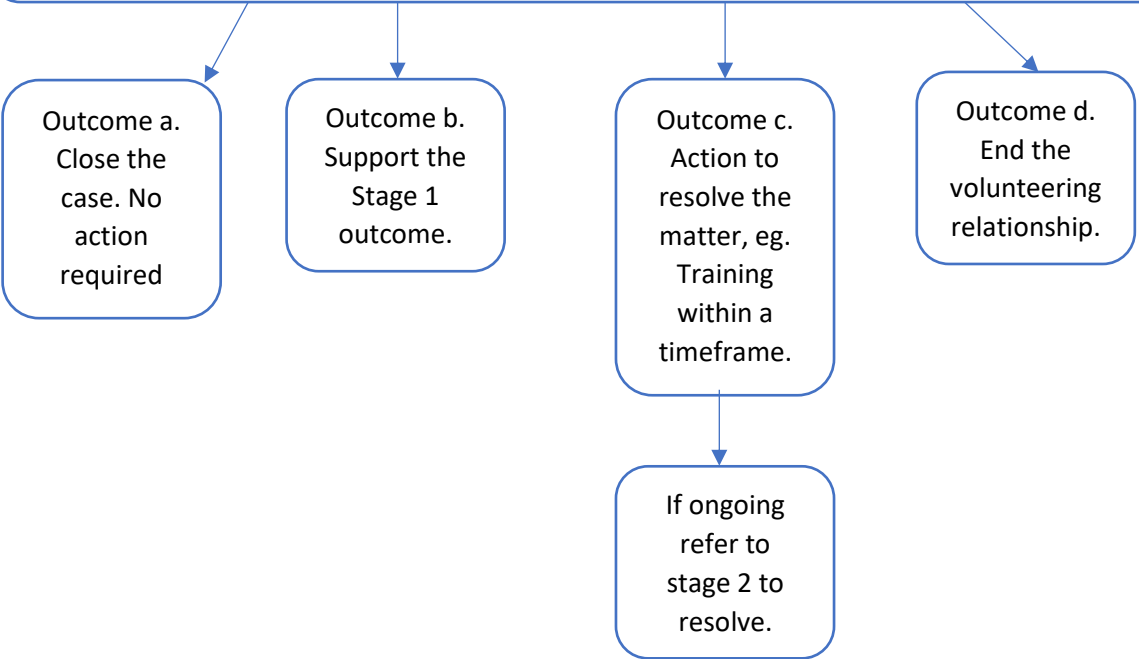 Outcome a.
Close the
case. No
action
required
Outcome b.
Support the
Stage 1
outcome.
Outcome c.
Action to
resolve the
matter, eg.
Training
within a
timeframe.
Outcome d.
End the
volunteering
relationship.
If ongoing
refer to
stage 2 to
resolve.